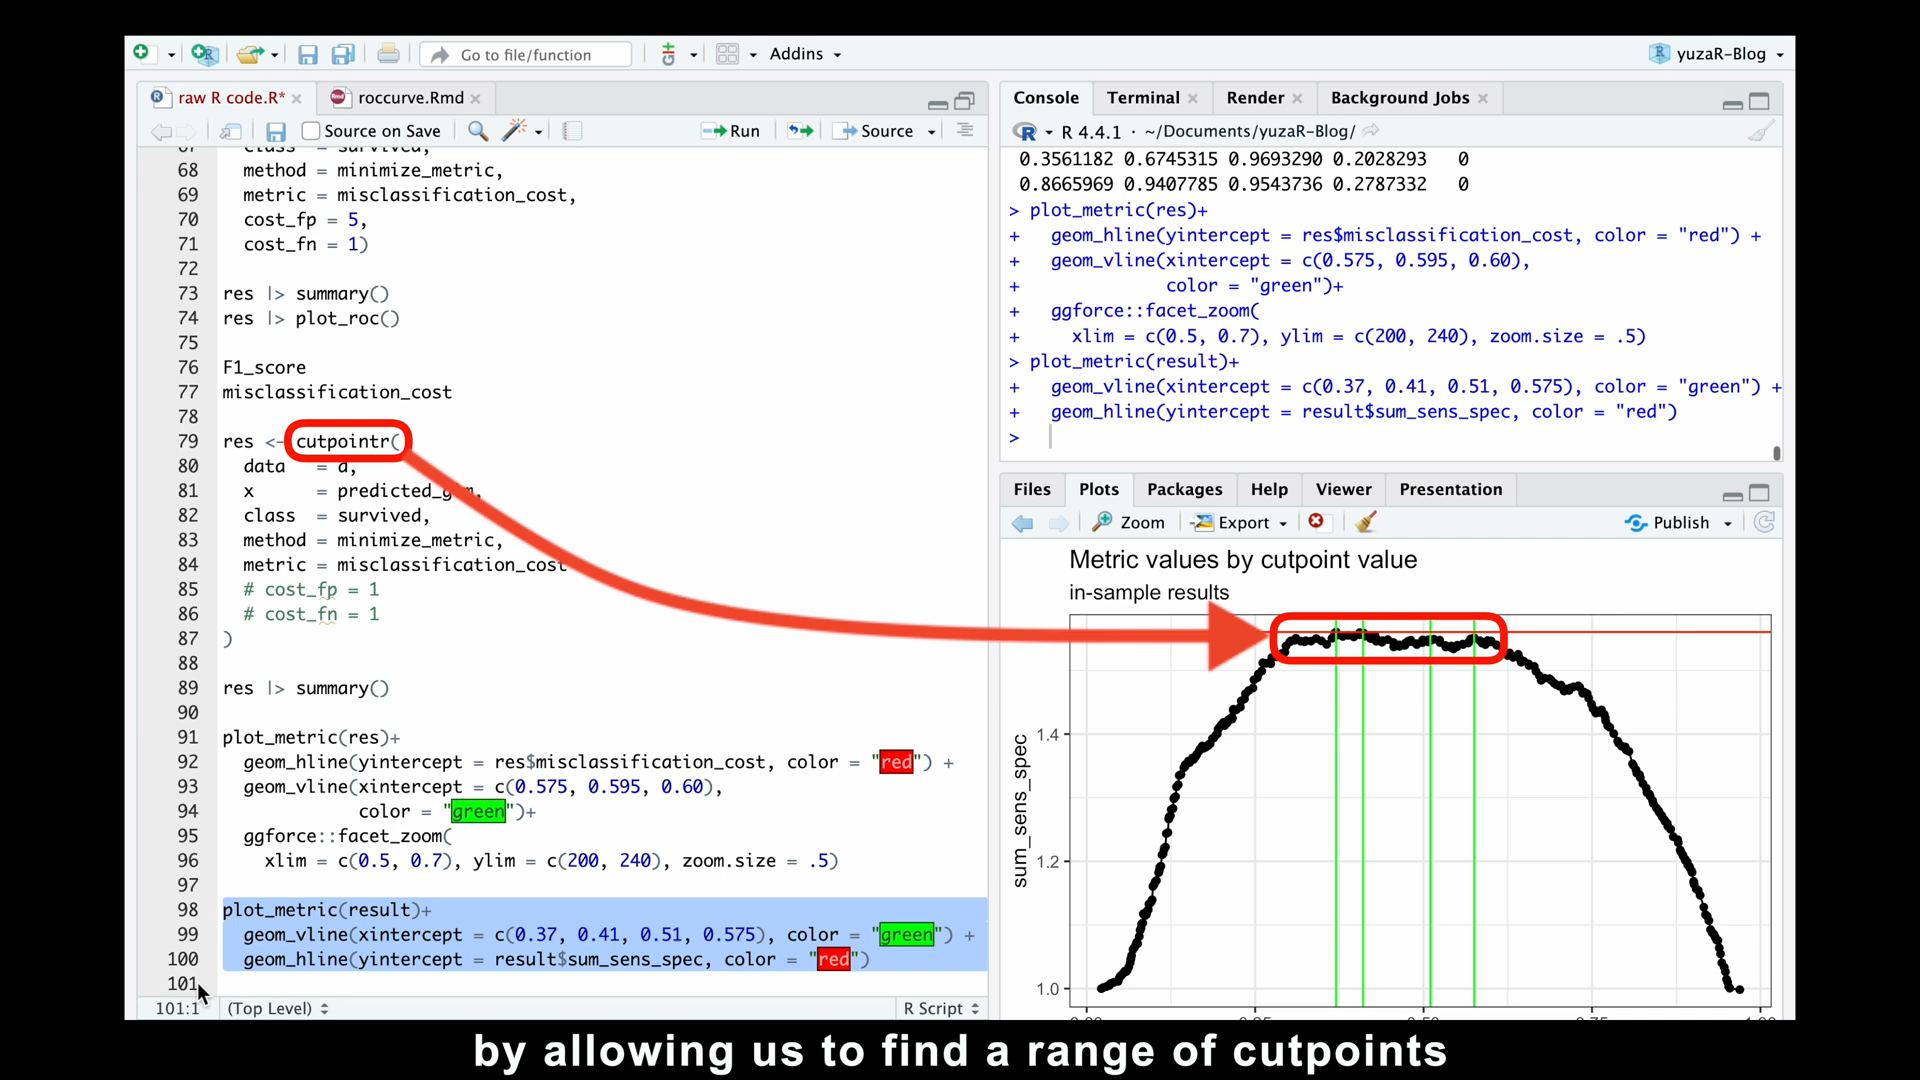 Go to file/function
Addins
yuzaR-Blog
raw R code.R*
roccurve.Rmd
Source on Save
Run
Source
67 class = survived,
68 method = minimize_metric,
69 metric = misclassification_cost,
70 cost_fp = 5,
71 cost_fn = 1)
72
73 res |> summary()
74 res |> plot_roc()
75
76 F1_score
77 misclassification_cost
78
79 res <- cutpointr(
80 data = d,
81 x = predicted_glm,
82 class = survived,
83 method = minimize_metric,
84 metric = misclassification_cost
85 # cost_fp = 1
86 # cost_fn = 1
87 )
88
89 res |> summary()
90
91 plot_metric(res)+
92 geom_hline(yintercept = res$misclassification_cost, color = "red") +
93 geom_vline(xintercept = c(0.575, 0.595, 0.60),
94 color = "green")+
95 ggforce::facet_zoom(
96 xlim = c(0.5, 0.7), ylim = c(200, 240), zoom.size = .5)
97
98 plot_metric(result)+
99 geom_vline(xintercept = c(0.37, 0.41, 0.51, 0.575), color = "green") +
100 geom_hline(yintercept = result$sum_sens_spec, color = "red")
101
101:1 (Top Level) R Script
Console Terminal Render Background Jobs
R 4.4.1 · ~/Documents/yuzaR-Blog/
0.3561182 0.6745315 0.9693290 0.2028293 0
0.8665969 0.9407785 0.9543736 0.2787332 0
> plot_metric(res)+
+ geom_hline(yintercept = res$misclassification_cost, color = "red") +
+ geom_vline(xintercept = c(0.575, 0.595, 0.60),
+ color = "green")+
+ ggforce::facet_zoom(
+ xlim = c(0.5, 0.7), ylim = c(200, 240), zoom.size = .5)
> plot_metric(result)+
+ geom_vline(xintercept = c(0.37, 0.41, 0.51, 0.575), color = "green") +
+ geom_hline(yintercept = result$sum_sens_spec, color = "red")
>
Files Plots Packages Help Viewer Presentation
Zoom Export Publish
Metric values by cutpoint value
in-sample results
sum_sens_spec
1.4
1.2
1.0
by allowing us to find a range of cutpoints